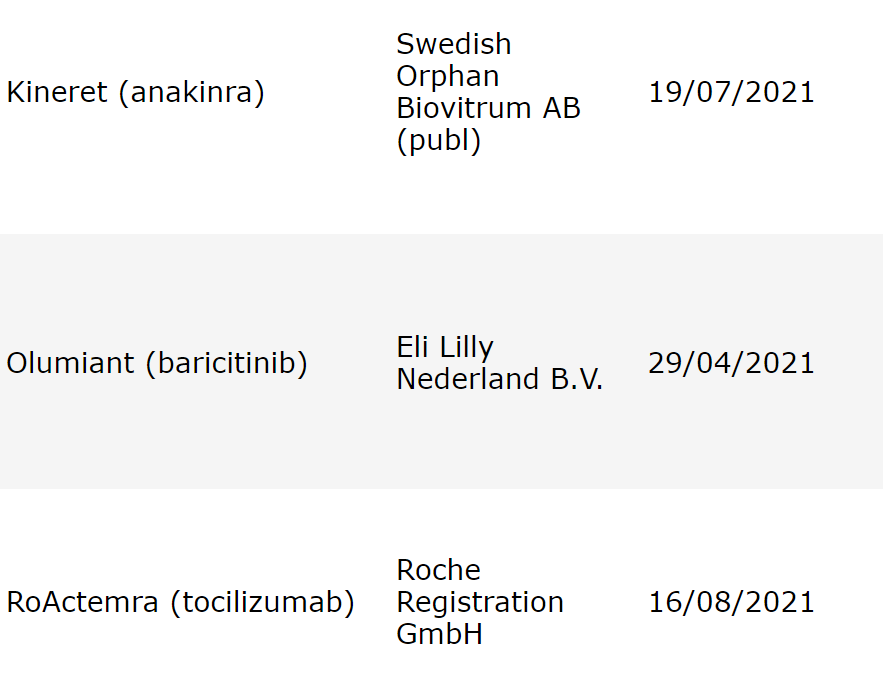 Kineret (anakinra)
Swedish
Orphan
Biovitrum AB
(publ)
19/07/2021
Olumiant (baricitinib)
Eli Lilly
Nederland B.V.
29/04/2021
RoActemra (tocilizumab)
Roche
Registration
GmbH
16/08/2021